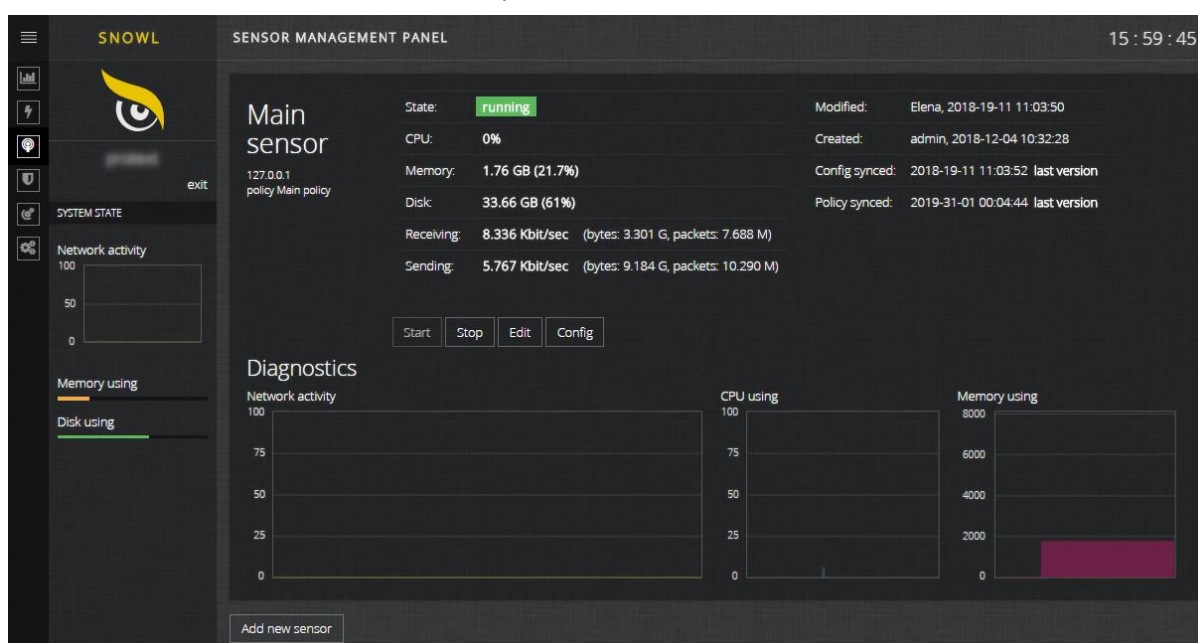 SNOWL
SENSOR MANAGEMENT PANEL
15 : 59 : 45
exit
SYSTEM STATE
Network activity
100
50
0
Memory using
Disk using
Main
sensor
127.0.0.1
policy Main policy
State: running
CPU: 0%
Memory: 1.76 GB (21.7%)
Disk: 33.66 GB (61%)
Receiving: 8.336 Kbit/sec (bytes: 3.301 G, packets: 7.688 M)
Sending: 5.767 Kbit/sec (bytes: 9.184 G, packets: 10.290 M)
Modified: Elena, 2018-19-11 11:03:50
Created: admin, 2018-12-04 10:32:28
Config synced: 2018-19-11 11:03:52 last version
Policy synced: 2019-31-01 00:04:44 last version
Start Stop Edit Config
Diagnostics
Network activity
100
75
50
25
0
CPU using
100
75
50
25
0
Memory using
8000
6000
4000
2000
0
Add new sensor